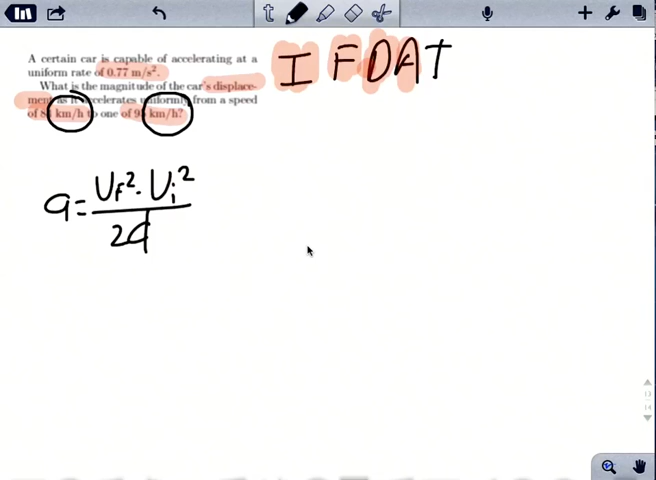 A certain car is capable of accelerating at a
uniform rate of 0.77 m/s².
What is the magnitude of the car's displace-
ment as it accelerates uniformly from a speed
of km/h to one of km/h?
I F D A T
a = Vf² - Vi²
2d